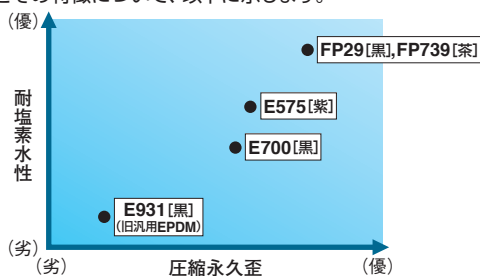 とその特徴について、以下に示します。
(優)
FP29[黒],FP739[茶]
E575[紫]
E700[黒]
耐塩素水性
E931[黒]
(旧汎用EPDM)
(劣)
(劣)
圧縮永久歪
(優)